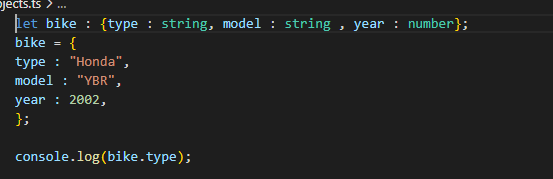 ojects.ts > ...
let bike : {type : string, model : string , year : number};
bike = {
type : "Honda",
model : "YBR",
year : 2002,
};
console.log(bike.type);